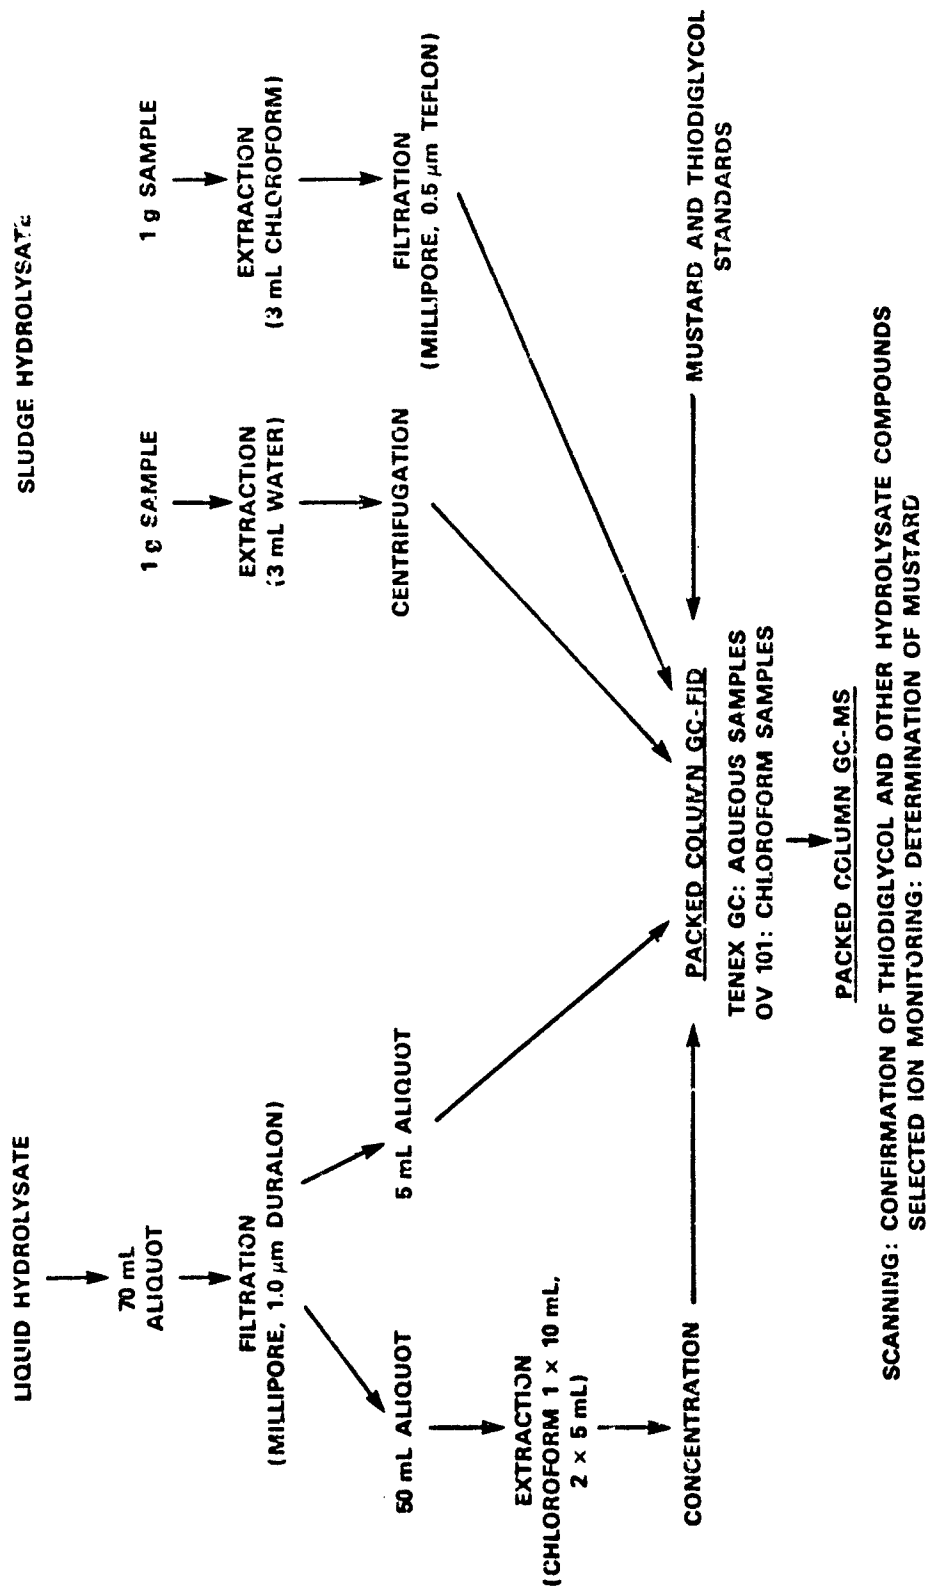 LIQUID HYDROLYSATE
70 mL
ALIQUOT
FILTRATION
(MILLIPORE, 1.0 μm DURALON)
50 mL ALIQUOT
5 mL ALIQUOT
EXTRACTION
(CHLOROFORM 1 × 10 mL,
2 × 5 mL)
CONCENTRATION
SLUDGE HYDROLYSATE
1 g SAMPLE
EXTRACTION
(3 mL WATER)
CENTRIFUGATION
1 g SAMPLE
EXTRACTION
(3 mL CHLOROFORM)
FILTRATION
(MILLIPORE, 0.5 μm TEFLON)
PACKED COLUMN GC-FID
TENEX GC: AQUEOUS SAMPLES
OV 101: CHLOROFORM SAMPLES
MUSTARD AND THIODIGLYCOL
STANDARDS
PACKED COLUMN GC-MS
SCANNING: CONFIRMATION OF THIODIGLYCOL AND OTHER HYDROLYSATE COMPOUNDS
SELECTED ION MONITORING: DETERMINATION OF MUSTARD